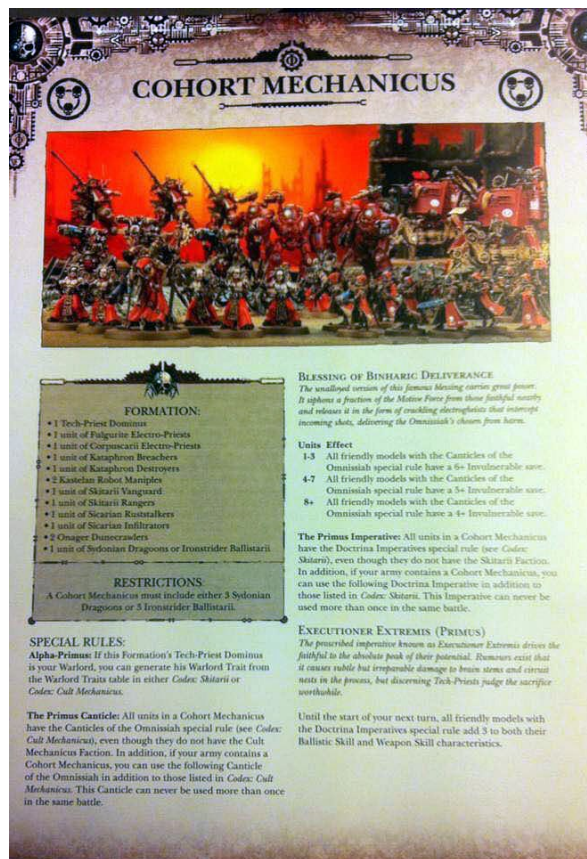 COHORT MECHANICUS
FORMATION:
• 1 Tech-Priest Dominus
• 1 unit of Fulgurite Electro-Priests
• 1 unit of Corpuscarii Electro-Priests
• 1 unit of Kataphron Breachers
• 1 unit of Kataphron Destroyers
• 2 Kastelan Robot Maniples
• 1 unit of Skitarii Vanguard
• 1 unit of Skitarii Rangers
• 1 unit of Sicarian Ruststalkers
• 1 unit of Sicarian Infiltrators
• 2 Onager Dunecrawlers
• 1 unit of Sydonian Dragoons or Ironstrider Ballistarii
RESTRICTIONS:
A Cohort Mechanicus must include either 3 Sydonian
Dragoons or 3 Ironstrider Ballistarii.
SPECIAL RULES:
Alpha-Primus: If this Formation's Tech-Priest Dominus
is your Warlord, you can generate his Warlord Trait from
the Warlord Traits table in either Codex: Skitarii or
Codex: Cult Mechanicus.
The Primus Canticle: All units in a Cohort Mechanicus
have the Canticles of the Omnissiah special rule (see Codex:
Cult Mechanicus), even though they do not have the Cult
Mechanicus Faction. In addition, if your army contains a
Cohort Mechanicus, you can use the following Canticle
of the Omnissiah in addition to those listed in Codex: Cult
Mechanicus. This Canticle can never be used more than once
in the same battle.
BLESSING OF BINHARIC DELIVERANCE
The unalloyed version of this famous blessing carries great power.
It siphons a fraction of the Motive Force from those faithful nearby
and releases it in the form of crackling electrogheists that intercept
incoming shots, delivering the Omnissiah's chosen from harm.
Units Effect
1-3 All friendly models with the Canticles of the
Omnissiah special rule have a 6+ Invulnerable save.
4-7 All friendly models with the Canticles of the
Omnissiah special rule have a 5+ Invulnerable save.
8+ All friendly models with the Canticles of the
Omnissiah special rule have a 4+ Invulnerable save.
The Primus Imperative: All units in a Cohort Mechanicus
have the Doctrina Imperatives special rule (see Codex:
Skitarii), even though they do not have the Skitarii Faction.
In addition, if your army contains a Cohort Mechanicus, you
can use the following Doctrina Imperative in addition to
those listed in Codex: Skitarii. This Imperative can never be
used more than once in the same battle.
EXECUTIONER EXTREMIS (PRIMUS)
The proscribed imperative known as Executioner Extremis drives the
faithful to the absolute peak of their potential. Rumours exist that
it causes subtle but irreparable damage to brain stems and circuit
nests in the process, but discerning Tech-Priests judge the sacrifice
worthwhile.
Until the start of your next turn, all friendly models with
the Doctrina Imperatives special rule add 3 to both their
Ballistic Skill and Weapon Skill characteristics.